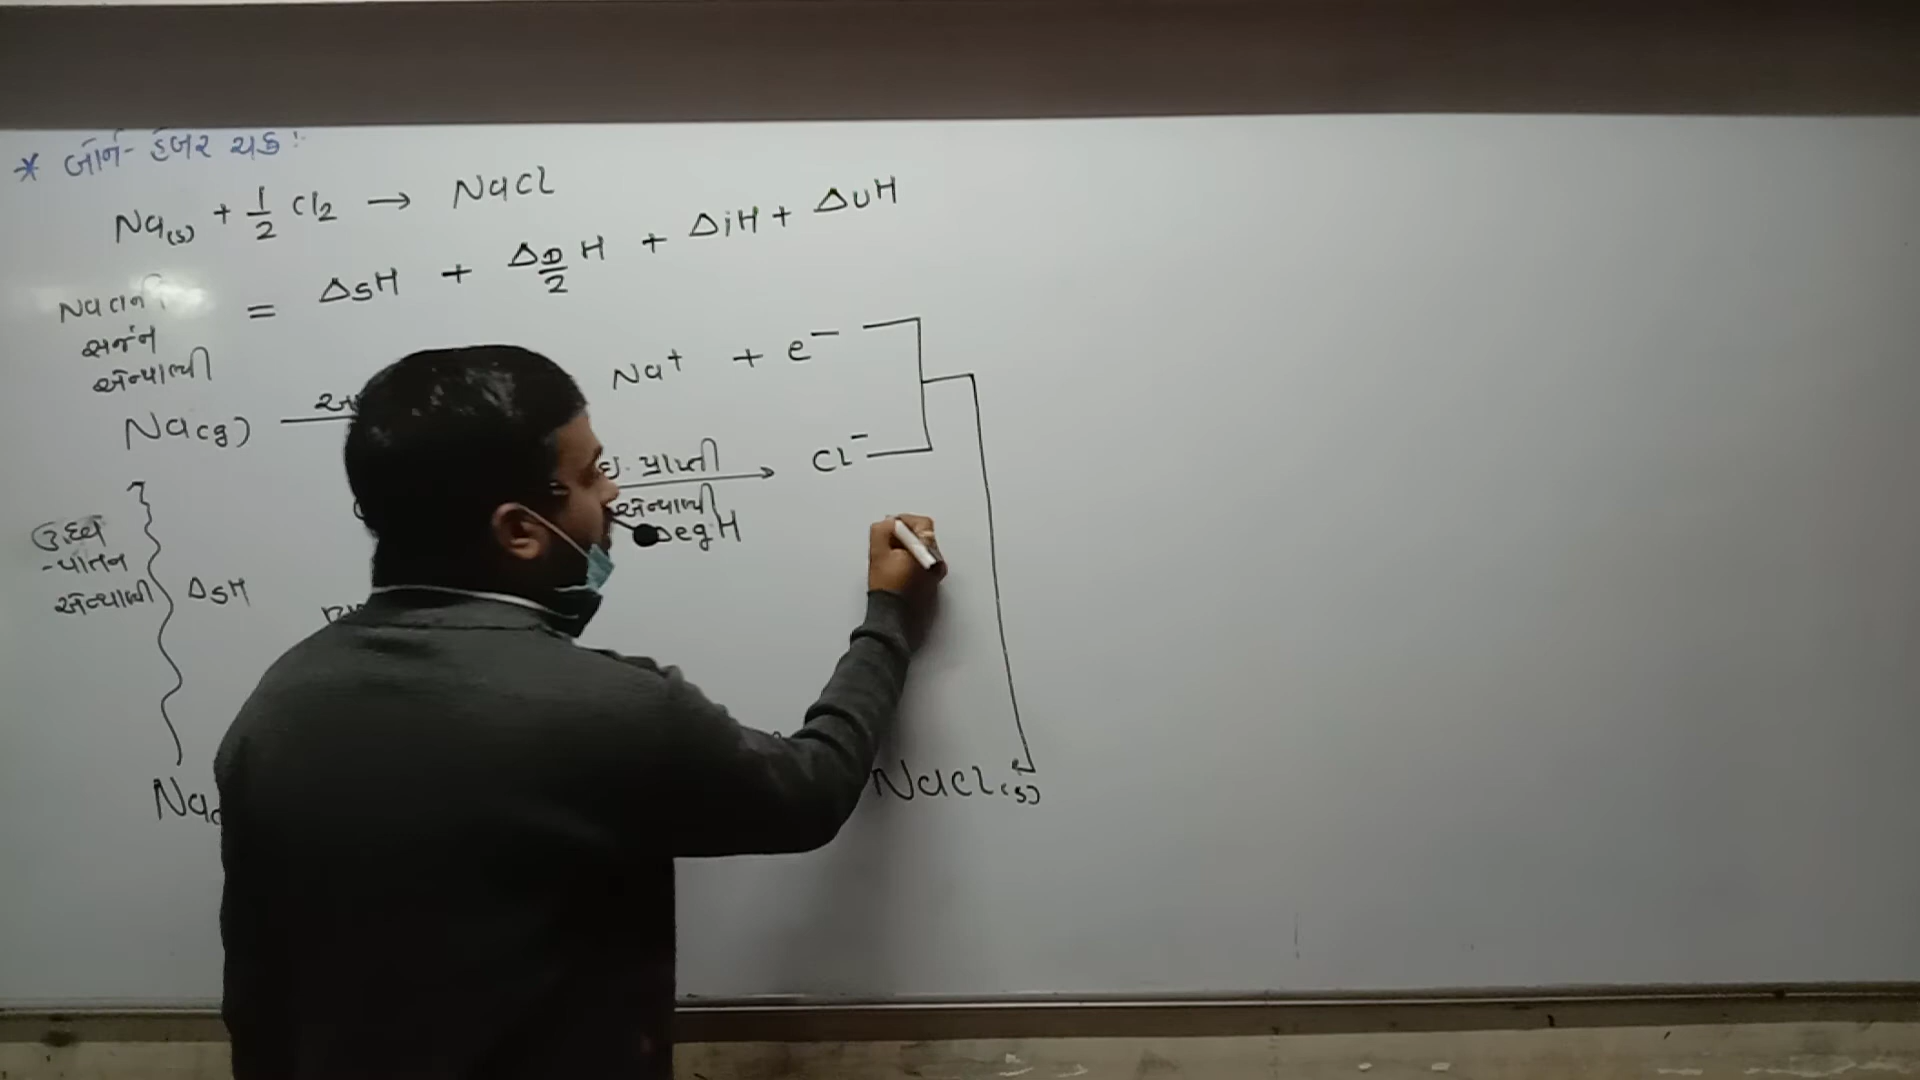 * બોર્ન-હેબર ચક્ર :
Na(s) + 1/2 Cl2 → NaCl
= ΔsH + ΔD/2 H + ΔiH + ΔUH
સર્જન
એન્થાલ્પી
Na+ + e−
Na(g)
પ્રાપ્તી
Cl−
એન્થાલ્પી
ΔegH
ઉર્ધ્વ
-પાતન
એન્થાલ્પી ΔsH
Na
NaCl(s)